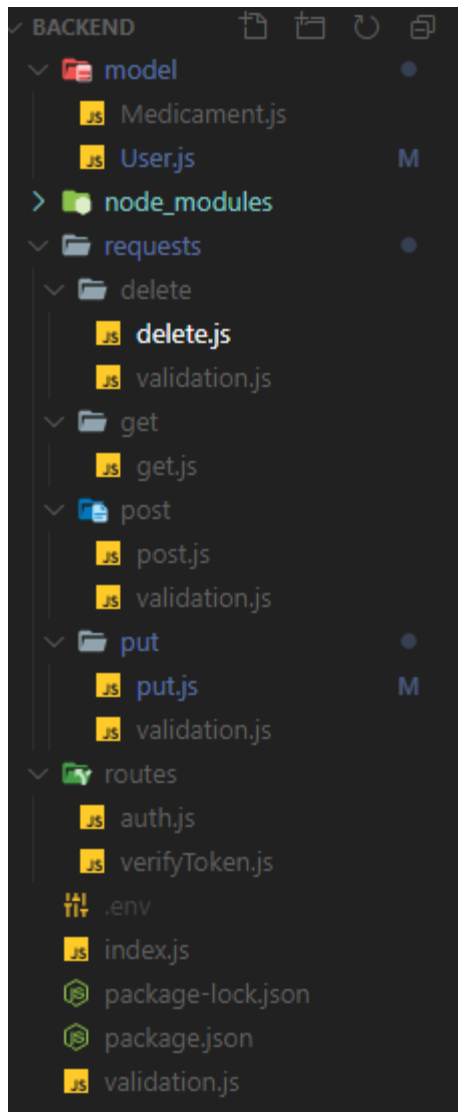 BACKEND
model
Medicament.js
User.js M
node_modules
requests
delete
delete.js
validation.js
get
get.js
post
post.js
validation.js
put
put.js M
validation.js
routes
auth.js
verifyToken.js
.env
index.js
package-lock.json
package.json
validation.js